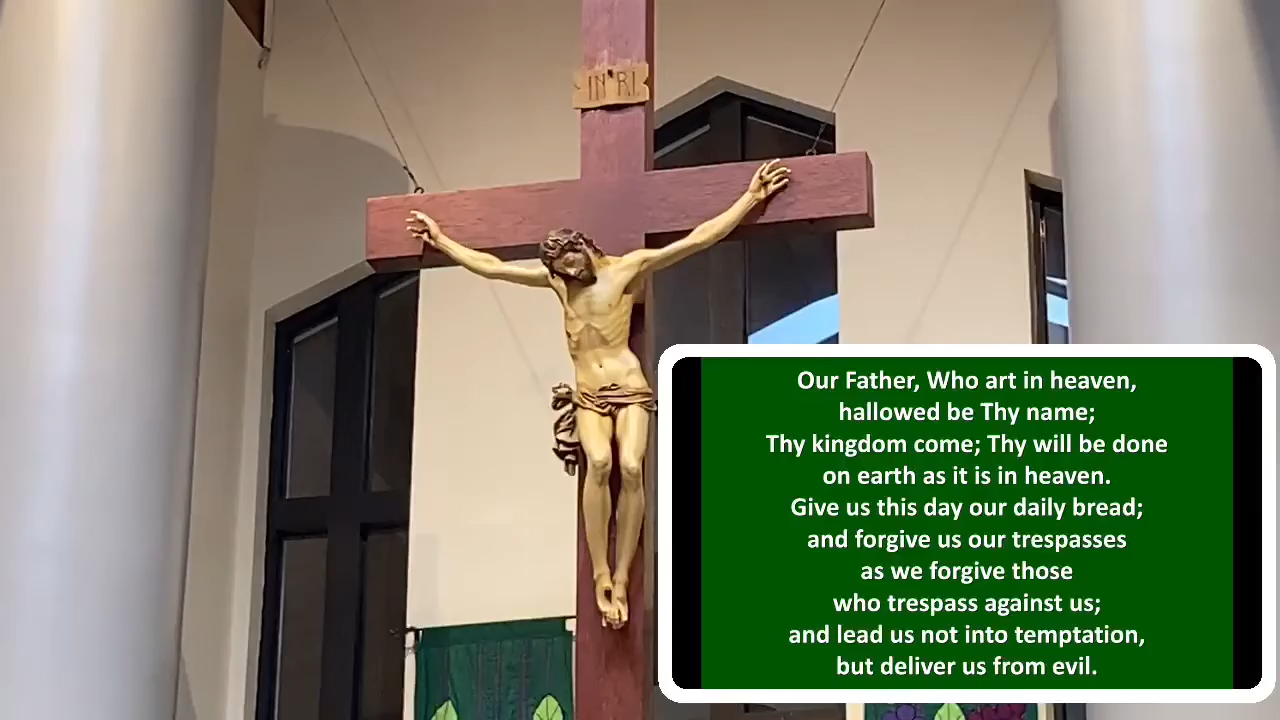 I N R I.
Our Father, Who art in heaven,
hallowed be Thy name;
Thy kingdom come; Thy will be done
on earth as it is in heaven.
Give us this day our daily bread;
and forgive us our trespasses
as we forgive those
who trespass against us;
and lead us not into temptation,
but deliver us from evil.